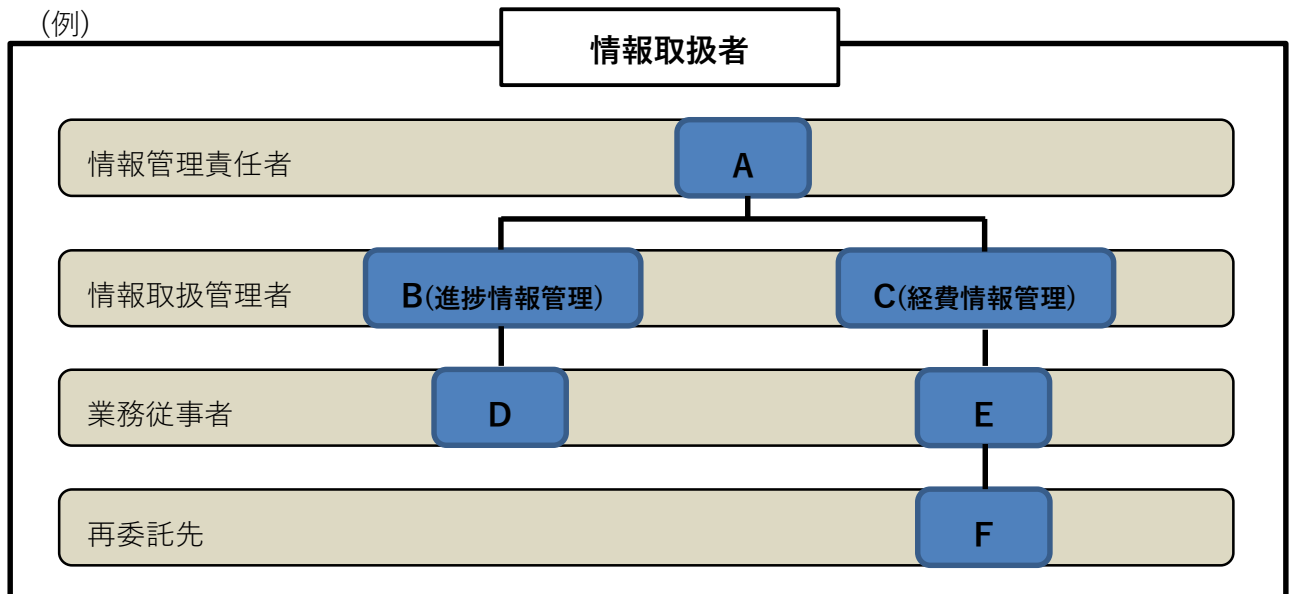 (例)
情報取扱者
情報管理責任者
A
情報取扱管理者
B(進捗情報管理)
C(経費情報管理)
業務従事者
D
E
再委託先
F